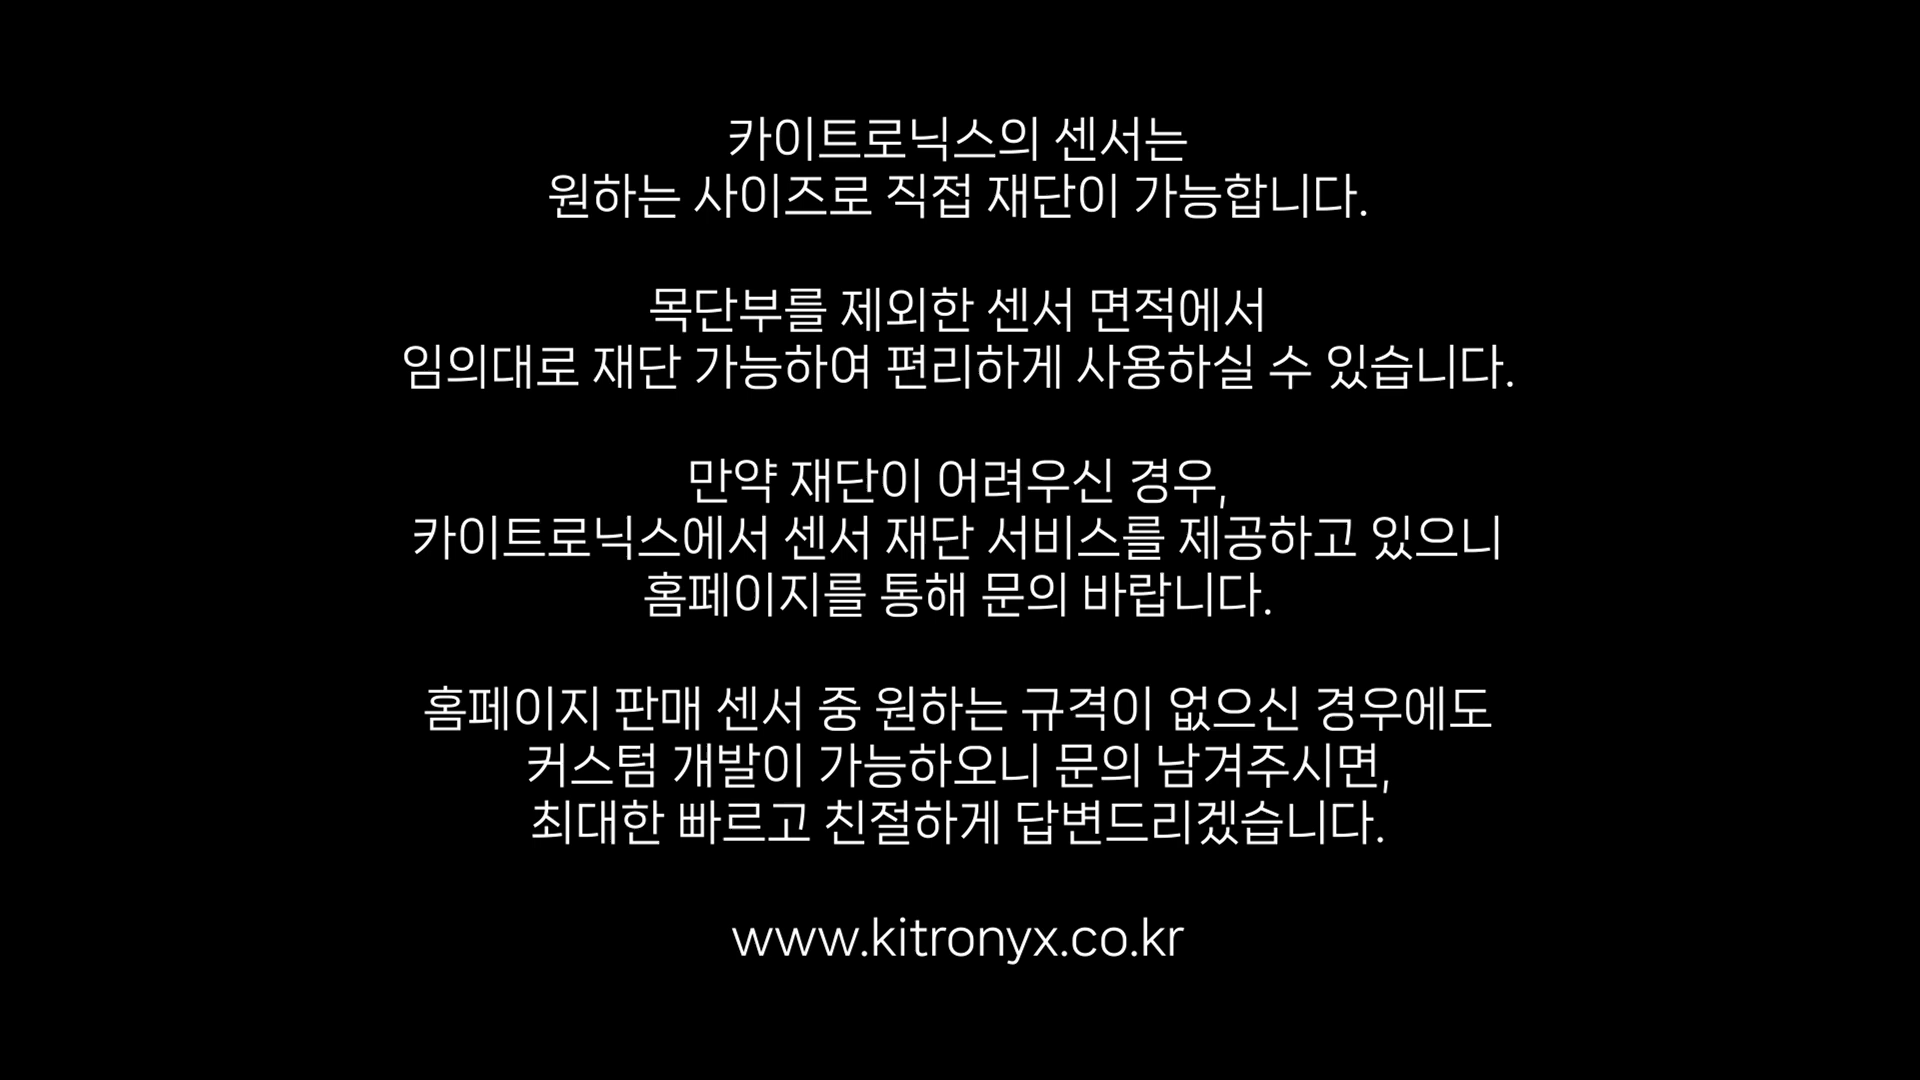 카이트로닉스의 센서는
원하는 사이즈로 직접 재단이 가능합니다.
목단부를 제외한 센서 면적에서
임의대로 재단 가능하여 편리하게 사용하실 수 있습니다.
만약 재단이 어려우신 경우,
카이트로닉스에서 센서 재단 서비스를 제공하고 있으니
홈페이지를 통해 문의 바랍니다.
홈페이지 판매 센서 중 원하는 규격이 없으신 경우에도
커스텀 개발이 가능하오니 문의 남겨주시면,
최대한 빠르고 친절하게 답변드리겠습니다.
www.kitronyx.co.kr